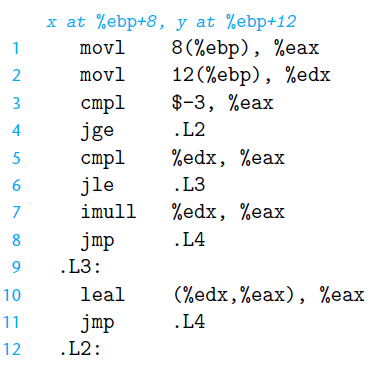 x at %ebp+8, y at %ebp+12
1 movl 8(%ebp), %eax
2 movl 12(%ebp), %edx
3 cmpl $-3, %eax
4 jge .L2
5 cmpl %edx, %eax
6 jle .L3
7 imull %edx, %eax
8 jmp .L4
9 .L3:
10 leal (%edx,%eax), %eax
11 jmp .L4
12 .L2: